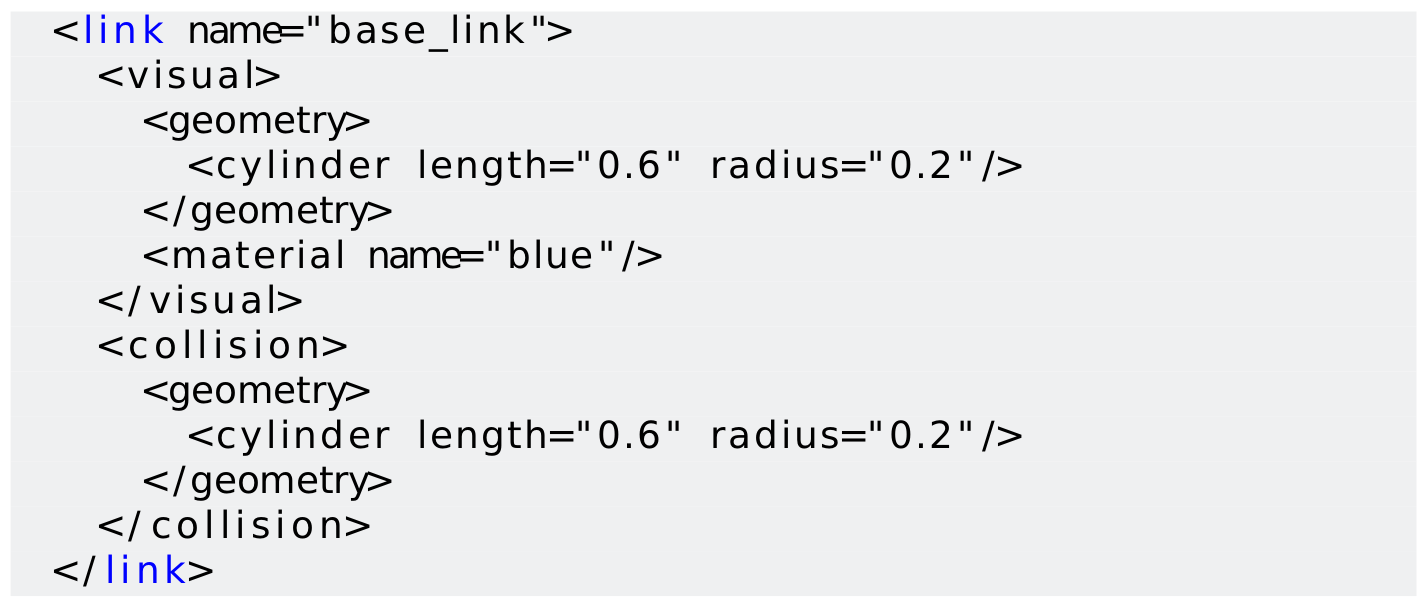 <link name="base_link">
  <visual>
    <geometry>
      <cylinder length="0.6" radius="0.2"/>
    </geometry>
    <material name="blue"/>
  </visual>
  <collision>
    <geometry>
      <cylinder length="0.6" radius="0.2"/>
    </geometry>
  </collision>
</link>